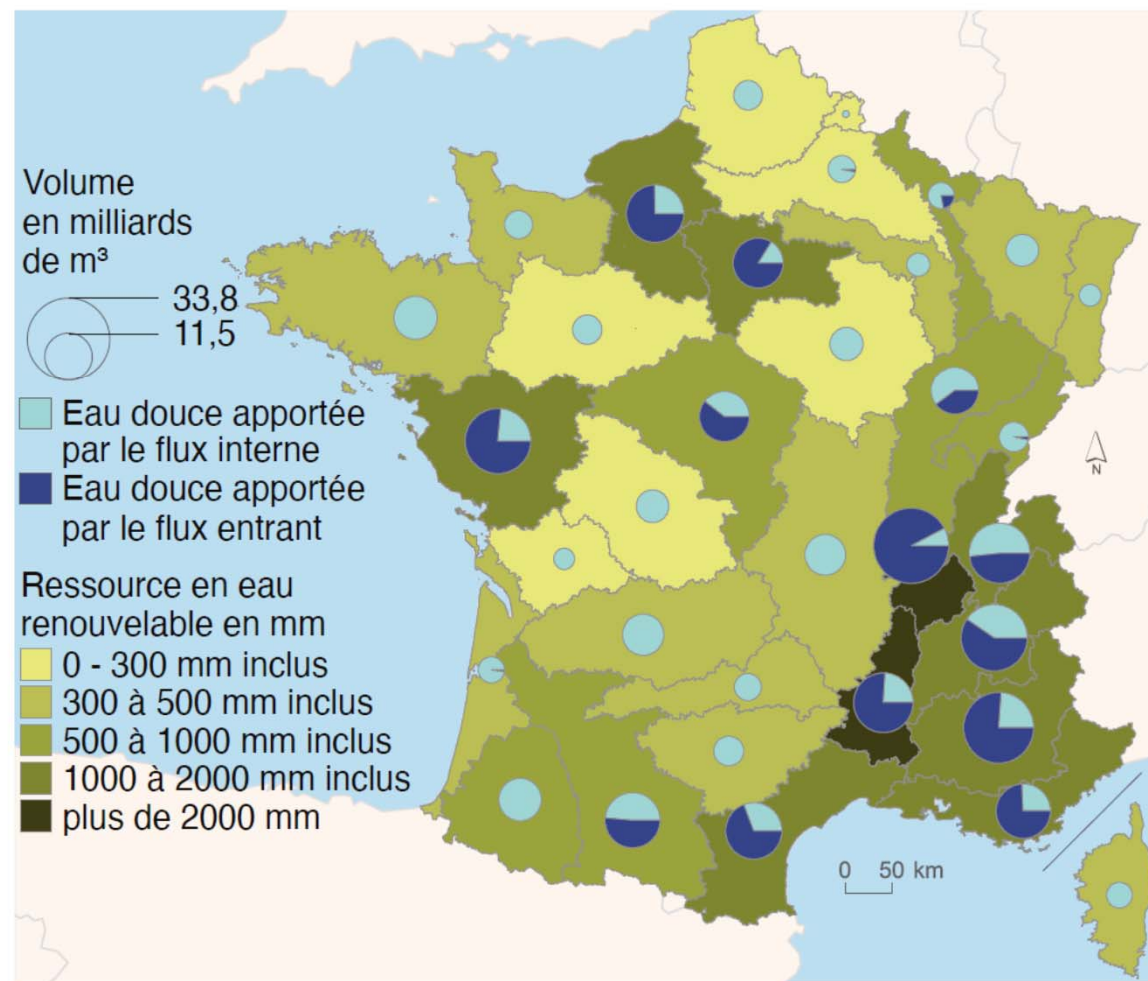 Volume
en milliards
de m³
33,8
11,5
Eau douce apportée
par le flux interne
Eau douce apportée
par le flux entrant
Ressource en eau
renouvelable en mm
0 - 300 mm inclus
300 à 500 mm inclus
500 à 1000 mm inclus
1000 à 2000 mm inclus
plus de 2000 mm
N
0 50 km